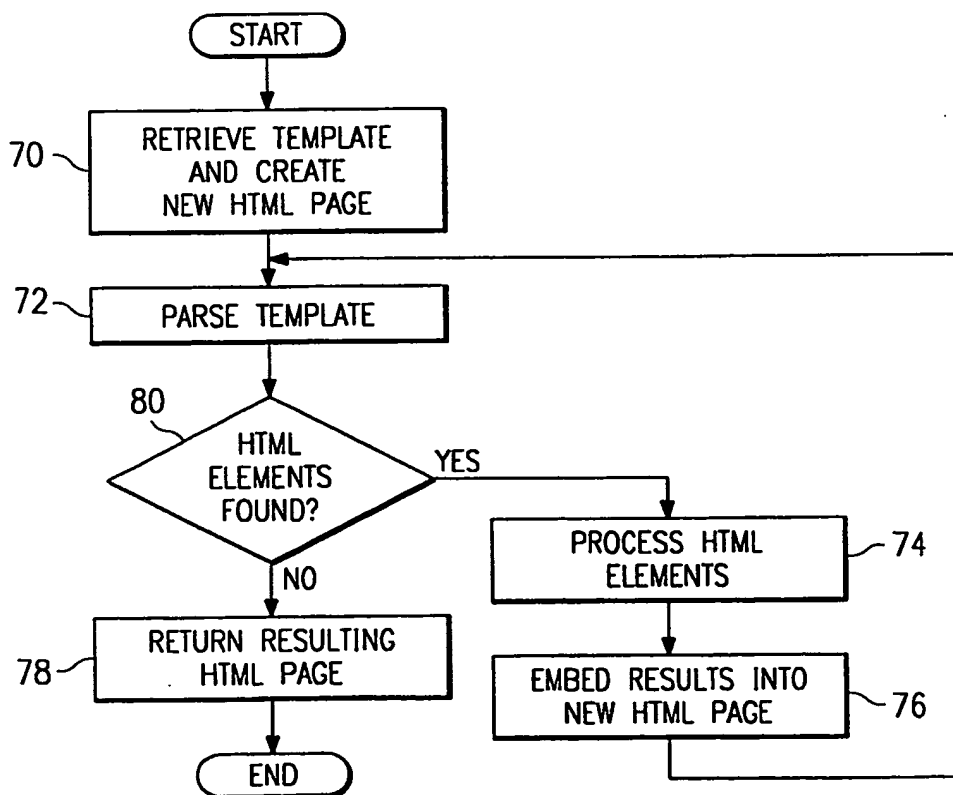 START
70
RETRIEVE TEMPLATE
AND CREATE
NEW HTML PAGE
72
PARSE TEMPLATE
80
HTML
ELEMENTS
FOUND?
YES
NO
PROCESS HTML
ELEMENTS
74
EMBED RESULTS INTO
NEW HTML PAGE
76
78
RETURN RESULTING
HTML PAGE
END